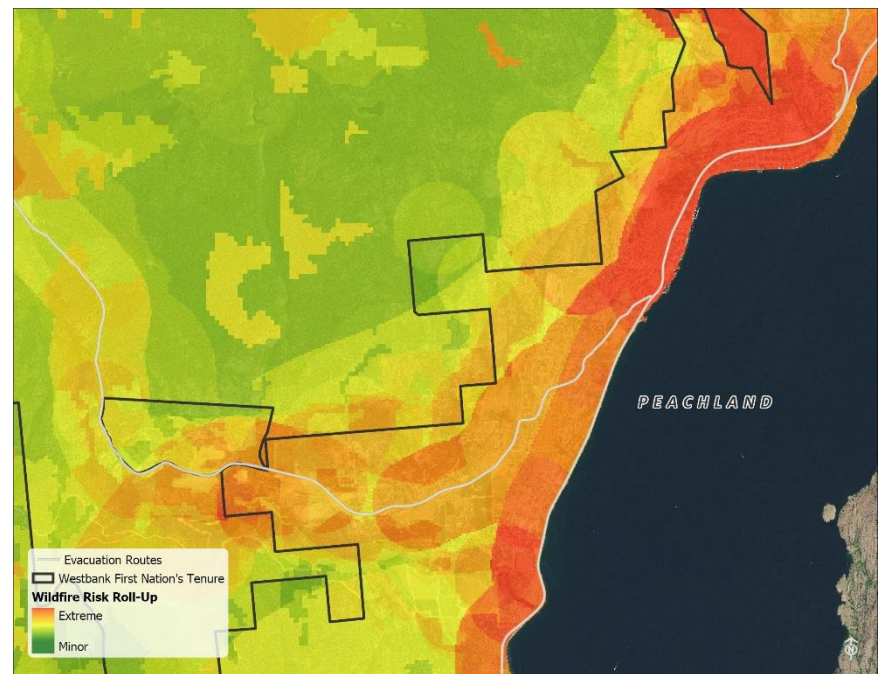 PEACHLAND
Evacuation Routes
Westbank First Nation's Tenure
Wildfire Risk Roll-Up
Extreme
Minor
N